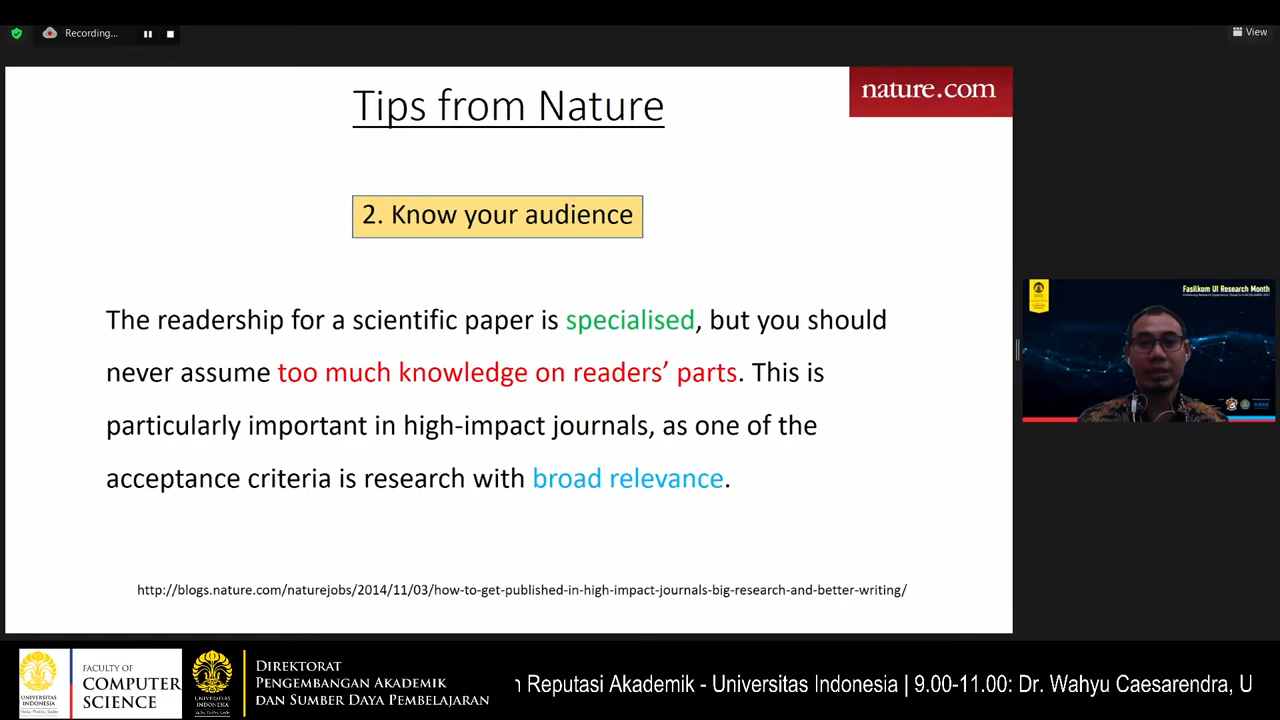 Recording...
View
Tips from Nature
nature.com
2. Know your audience
The readership for a scientific paper is specialised, but you should
never assume too much knowledge on readers’ parts. This is
particularly important in high-impact journals, as one of the
acceptance criteria is research with broad relevance.
http://blogs.nature.com/naturejobs/2014/11/03/how-to-get-published-in-high-impact-journals-big-research-and-better-writing/
Fasilkom UI Research Month
UNIVERSITAS
INDONESIA
FACULTY OF
COMPUTER
SCIENCE
UNIVERSITAS
INDONESIA
DIREKTORAT
PENGEMBANGAN AKADEMIK
DAN SUMBER DAYA PEMBELAJARAN
n Reputasi Akademik - Universitas Indonesia | 9.00-11.00: Dr. Wahyu Caesarendra, U